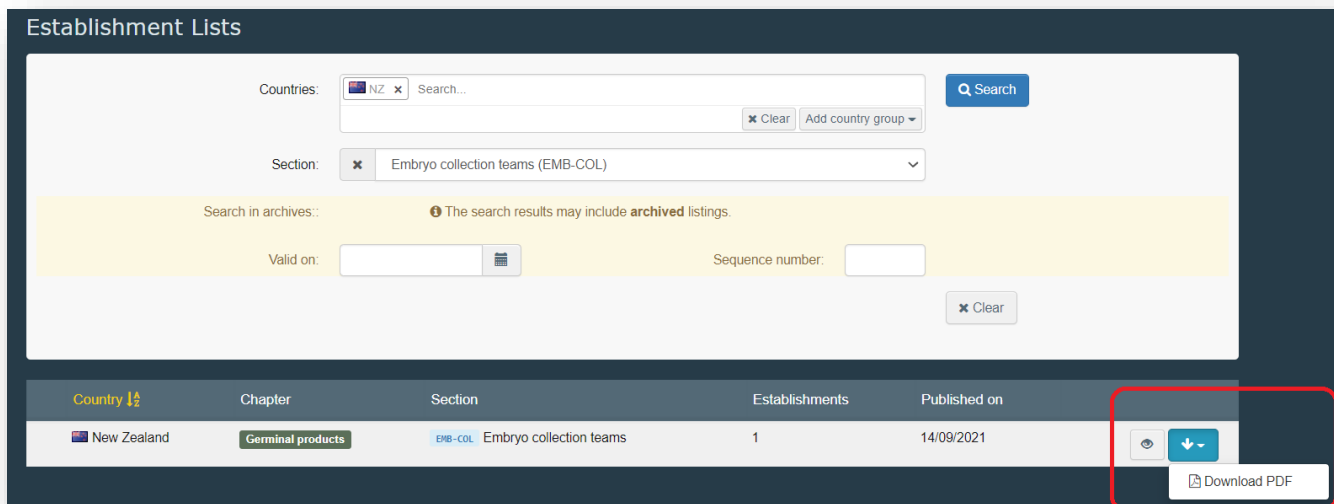 Establishment Lists
Countries: NZ × Search... Search
× Clear Add country group
Section: × Embryo collection teams (EMB-COL)
Search in archives:: The search results may include archived listings.
Valid on: Sequence number:
× Clear
Country Chapter Section Establishments Published on
New Zealand Germinal products EMB-COL Embryo collection teams 1 14/09/2021
Download PDF